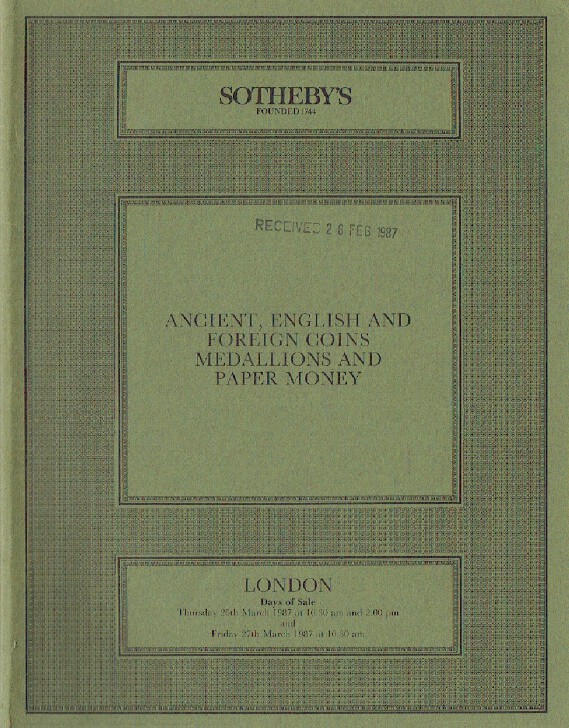 SOTHEBY'S
FOUNDED 1744
RECEIVED 26 FEB 1987
ANCIENT, ENGLISH AND
FOREIGN COINS
MEDALLIONS AND
PAPER MONEY
LONDON
Days of Sale
Thursday 26th March 1987 at 10.30 am and 2.00 pm
and
Friday 27th March 1987 at 10.30 am